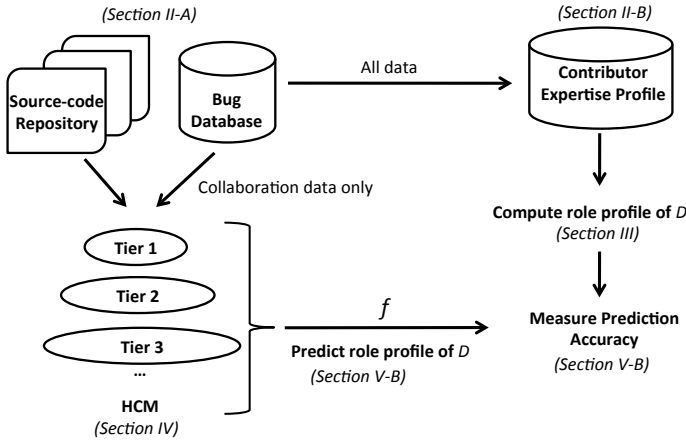 (Section II-A)
(Section II-B)
Source-code
Repository
Bug
Database
All data
Contributor
Expertise Profile
Collaboration data only
Compute role profile of D
(Section III)
Tier 1
Tier 2
Tier 3
...
HCM
(Section IV)
f
Predict role profile of D
(Section V-B)
Measure Prediction
Accuracy
(Section V-B)